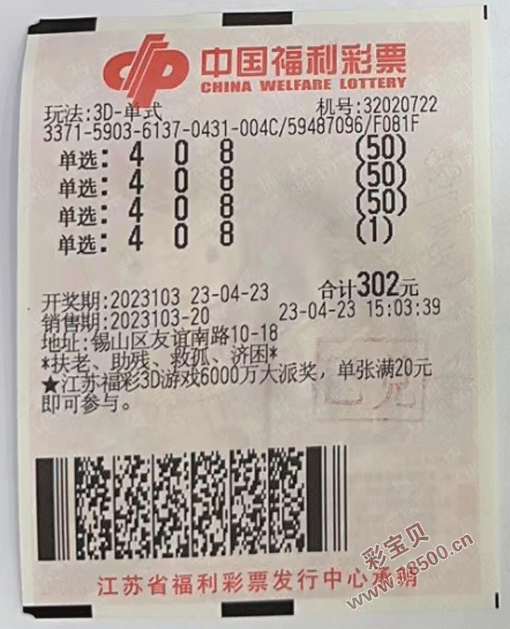 中国福利彩票
CHINA WELFARE LOTTERY
玩法:3D-单式 机号:32020722
3371-5903-6137-0431-004C/59487096/F081F
单选: 4 0 8 (50)
单选: 4 0 8 (50)
单选: 4 0 8 (50)
单选: 4 0 8 (1)
合计302元
开奖期:2023103 23-04-23
销售期:2023103-20 23-04-23 15:03:39
地址:锡山区友谊南路10-18
*扶老、助残、救孤、济困*
★江苏福彩3D游戏6000万大派奖，单张满20元
即可参与。
已兑
彩宝贝
www.78500.cn
江苏省福利彩票发行中心承销